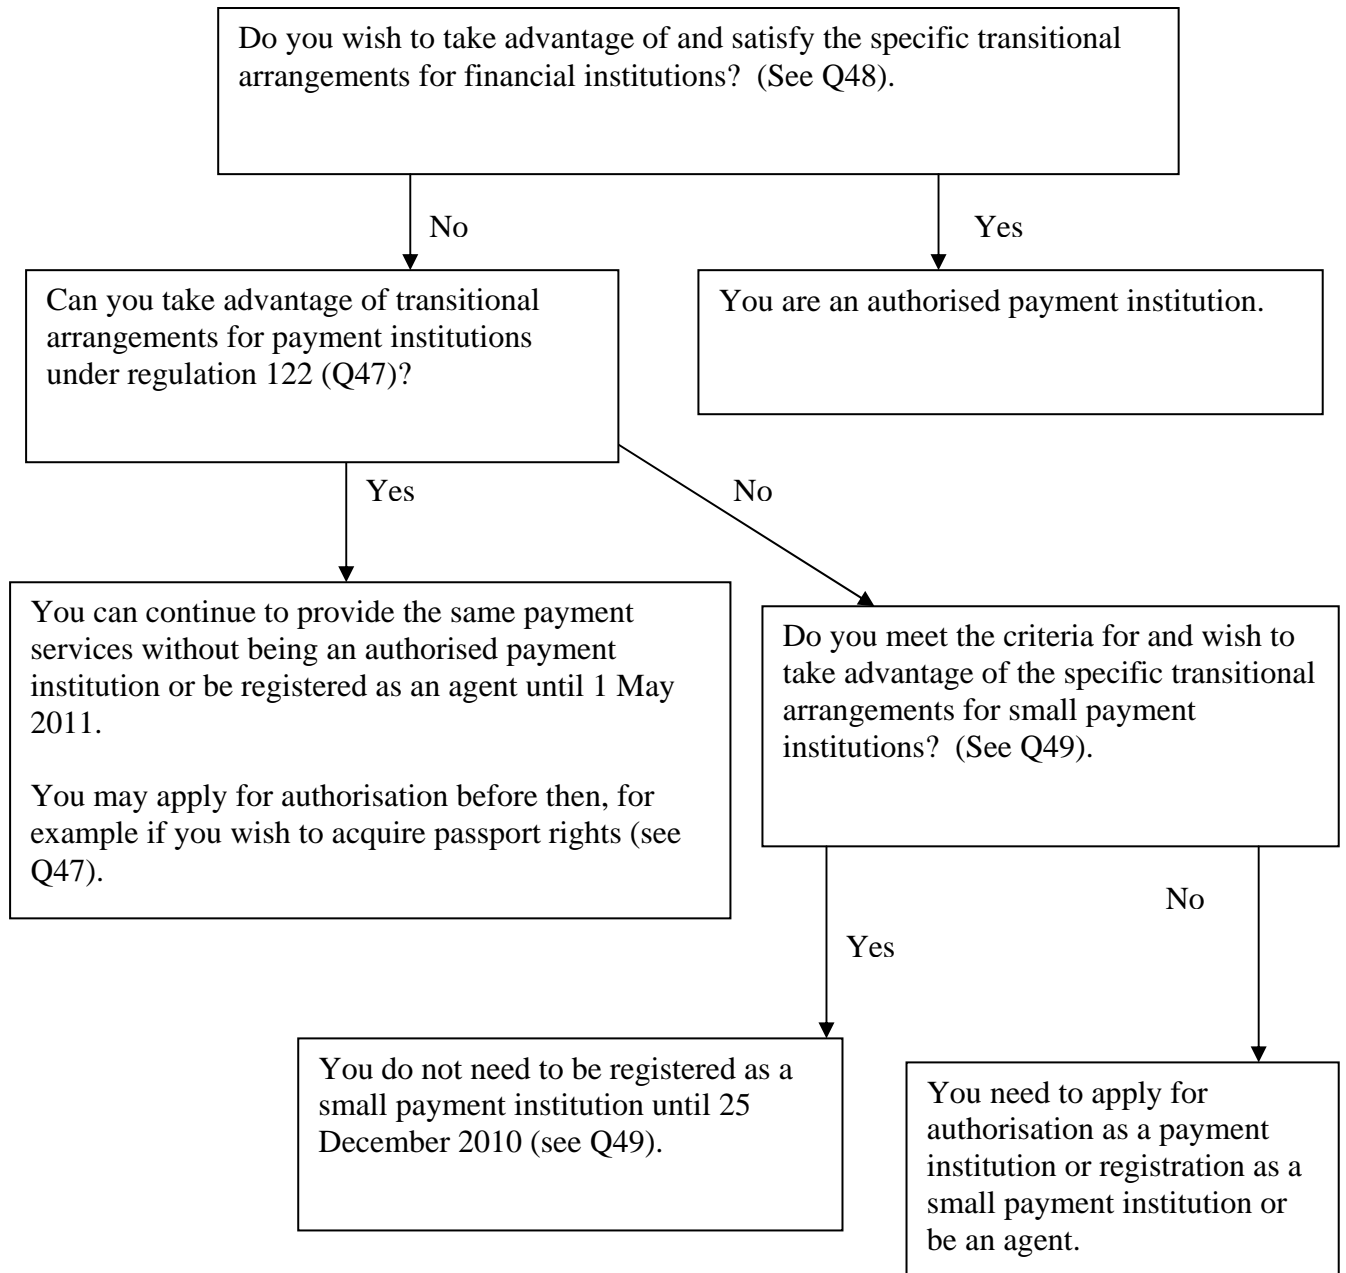 Do you wish to take advantage of and satisfy the specific transitional
arrangements for financial institutions?  (See Q48).
No
Yes
Can you take advantage of transitional
arrangements for payment institutions
under regulation 122 (Q47)?
You are an authorised payment institution.
Yes
No
You can continue to provide the same payment
services without being an authorised payment
institution or be registered as an agent until 1 May
2011.
You may apply for authorisation before then, for
example if you wish to acquire passport rights (see
Q47).
Do you meet the criteria for and wish to
take advantage of the specific transitional
arrangements for small payment
institutions?  (See Q49).
Yes
No
You do not need to be registered as a
small payment institution until 25
December 2010 (see Q49).
You need to apply for
authorisation as a payment
institution or registration as a
small payment institution or
be an agent.